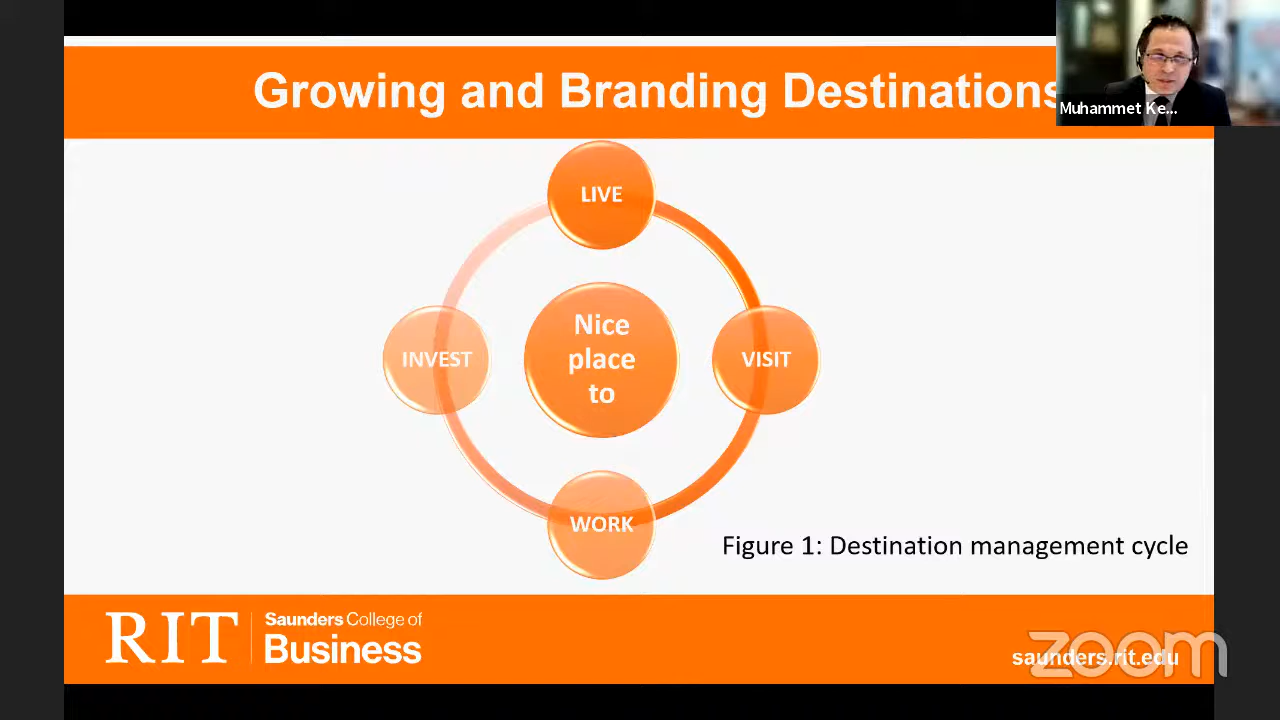 Growing and Branding Destinations
Muhammet Ke...
LIVE
INVEST
Nice
place
to
VISIT
WORK
Figure 1: Destination management cycle
RIT
Saunders College of
Business
saunders.rit.edu
zoom